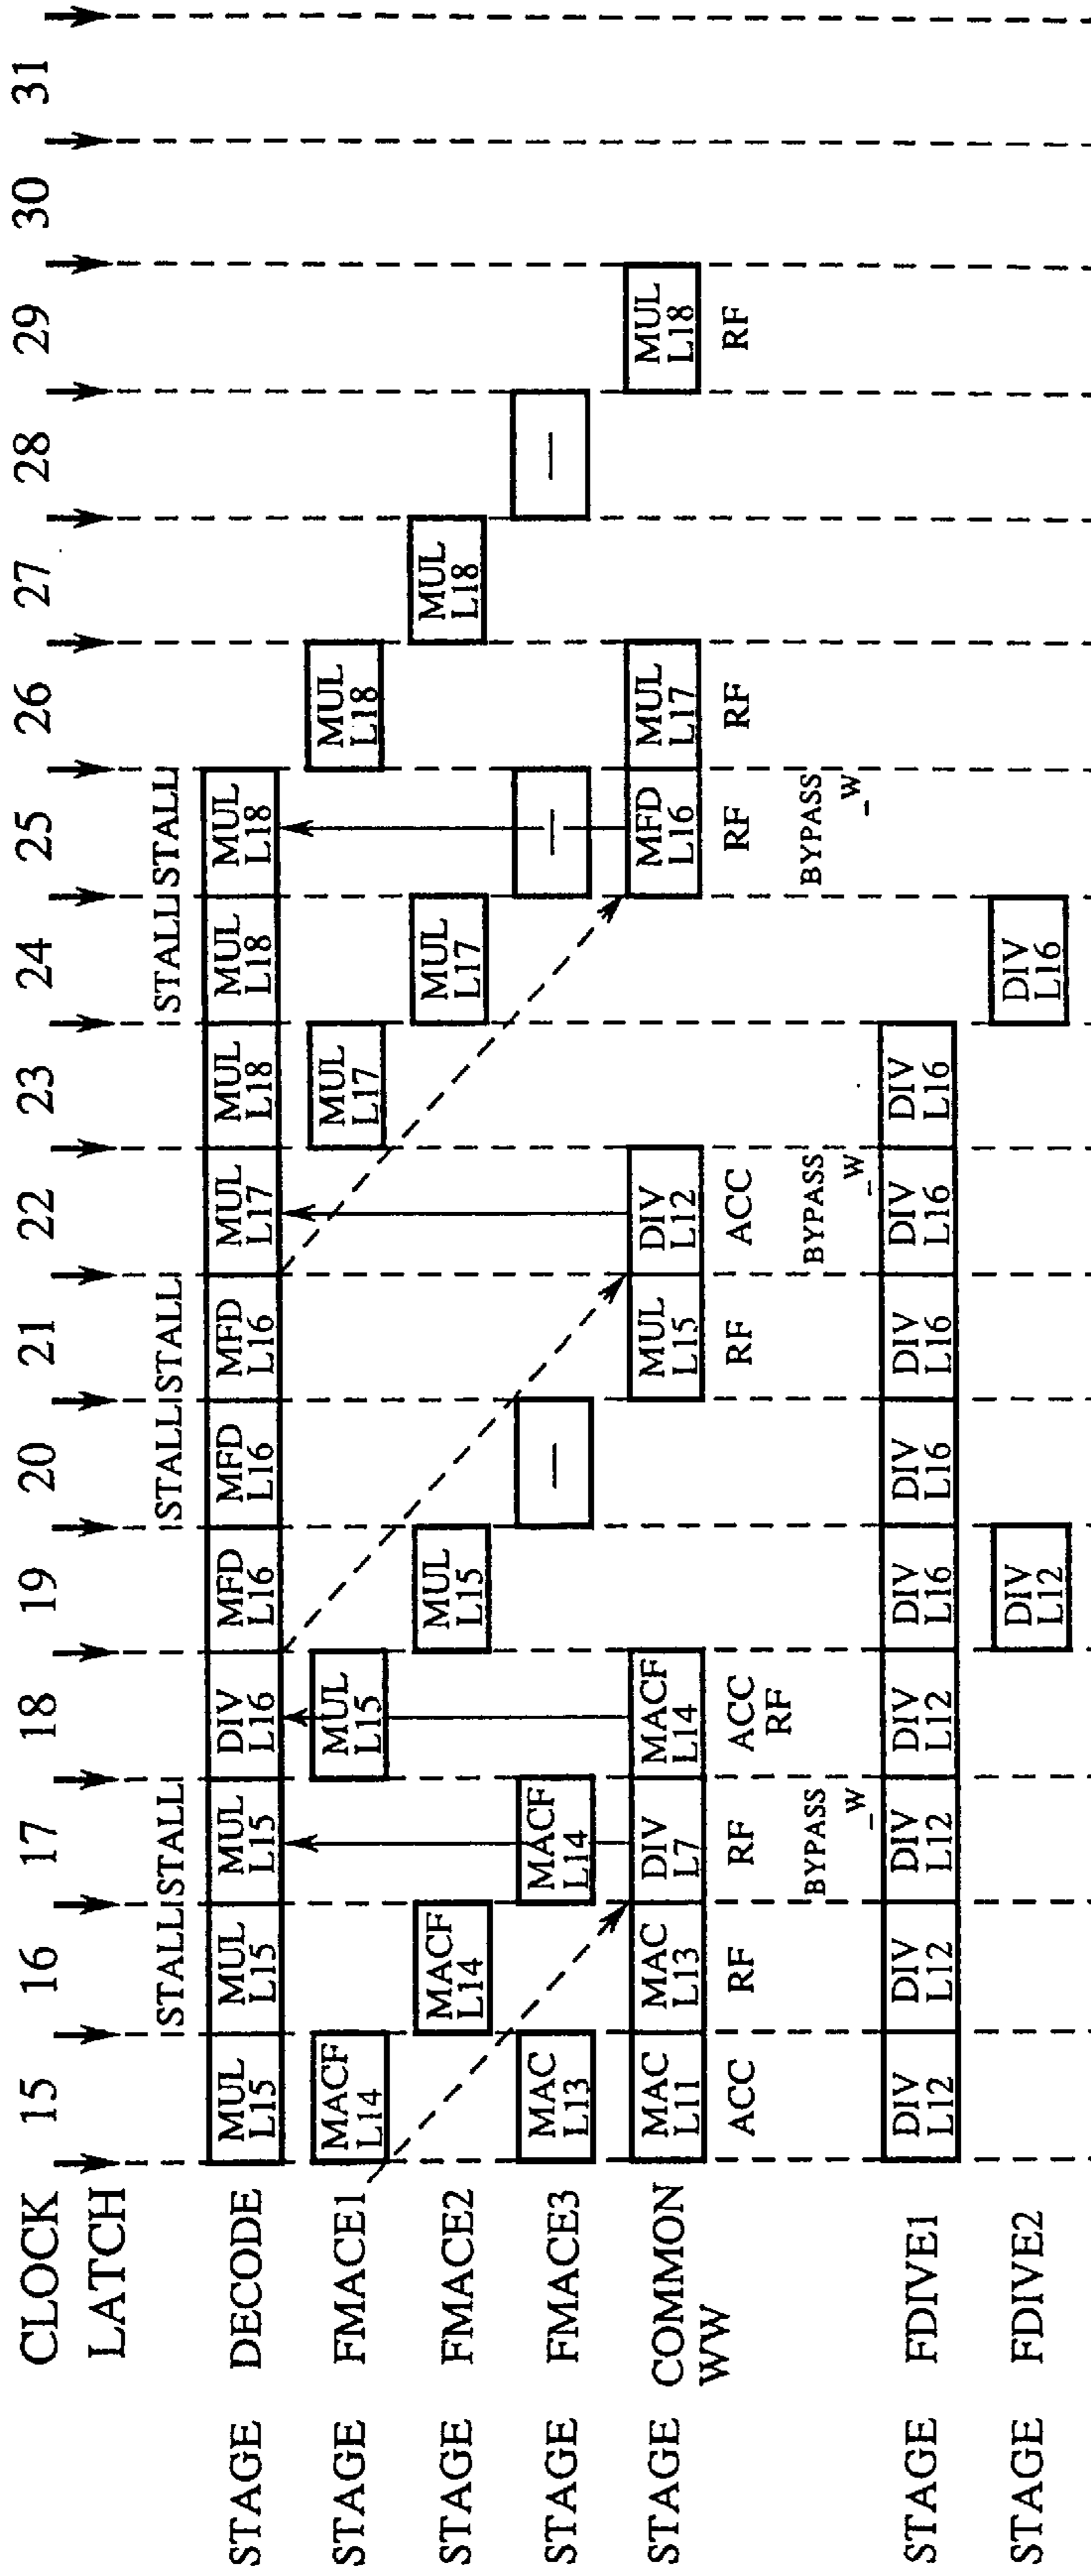 CLOCK 15 16 17 18 19 20 21 22 23 24 25 26 27 28 29 30 31
LATCH
STALL STALL STALL STALL STALL STALL
STAGE DECODE MUL L15 MUL L15 MUL L15 DIV L16 MFD L16 MFD L16 MFD L16 MUL L17 MUL L18 MUL L18 MUL L18
STAGE FMACE1 MACF L14 MUL L15 MUL L17 MUL L18
STAGE FMACE2 MACF L14 MUL L15 MUL L17 MUL L18
STAGE FMACE3 MAC L13 MACF L14 — — —
STAGE COMMON WW MAC L11 MAC L13 DIV L7 MACF L14 MUL L15 DIV L12 MFD L16 MUL L17 MUL L18
ACC RF RF ACC RF RF ACC RF RF RF
BYPASS _W BYPASS _W BYPASS _W
STAGE FDIVE1 DIV L12 DIV L12 DIV L12 DIV L12 DIV L16 DIV L16 DIV L16 DIV L16 DIV L16
STAGE FDIVE2 DIV L12 DIV L16